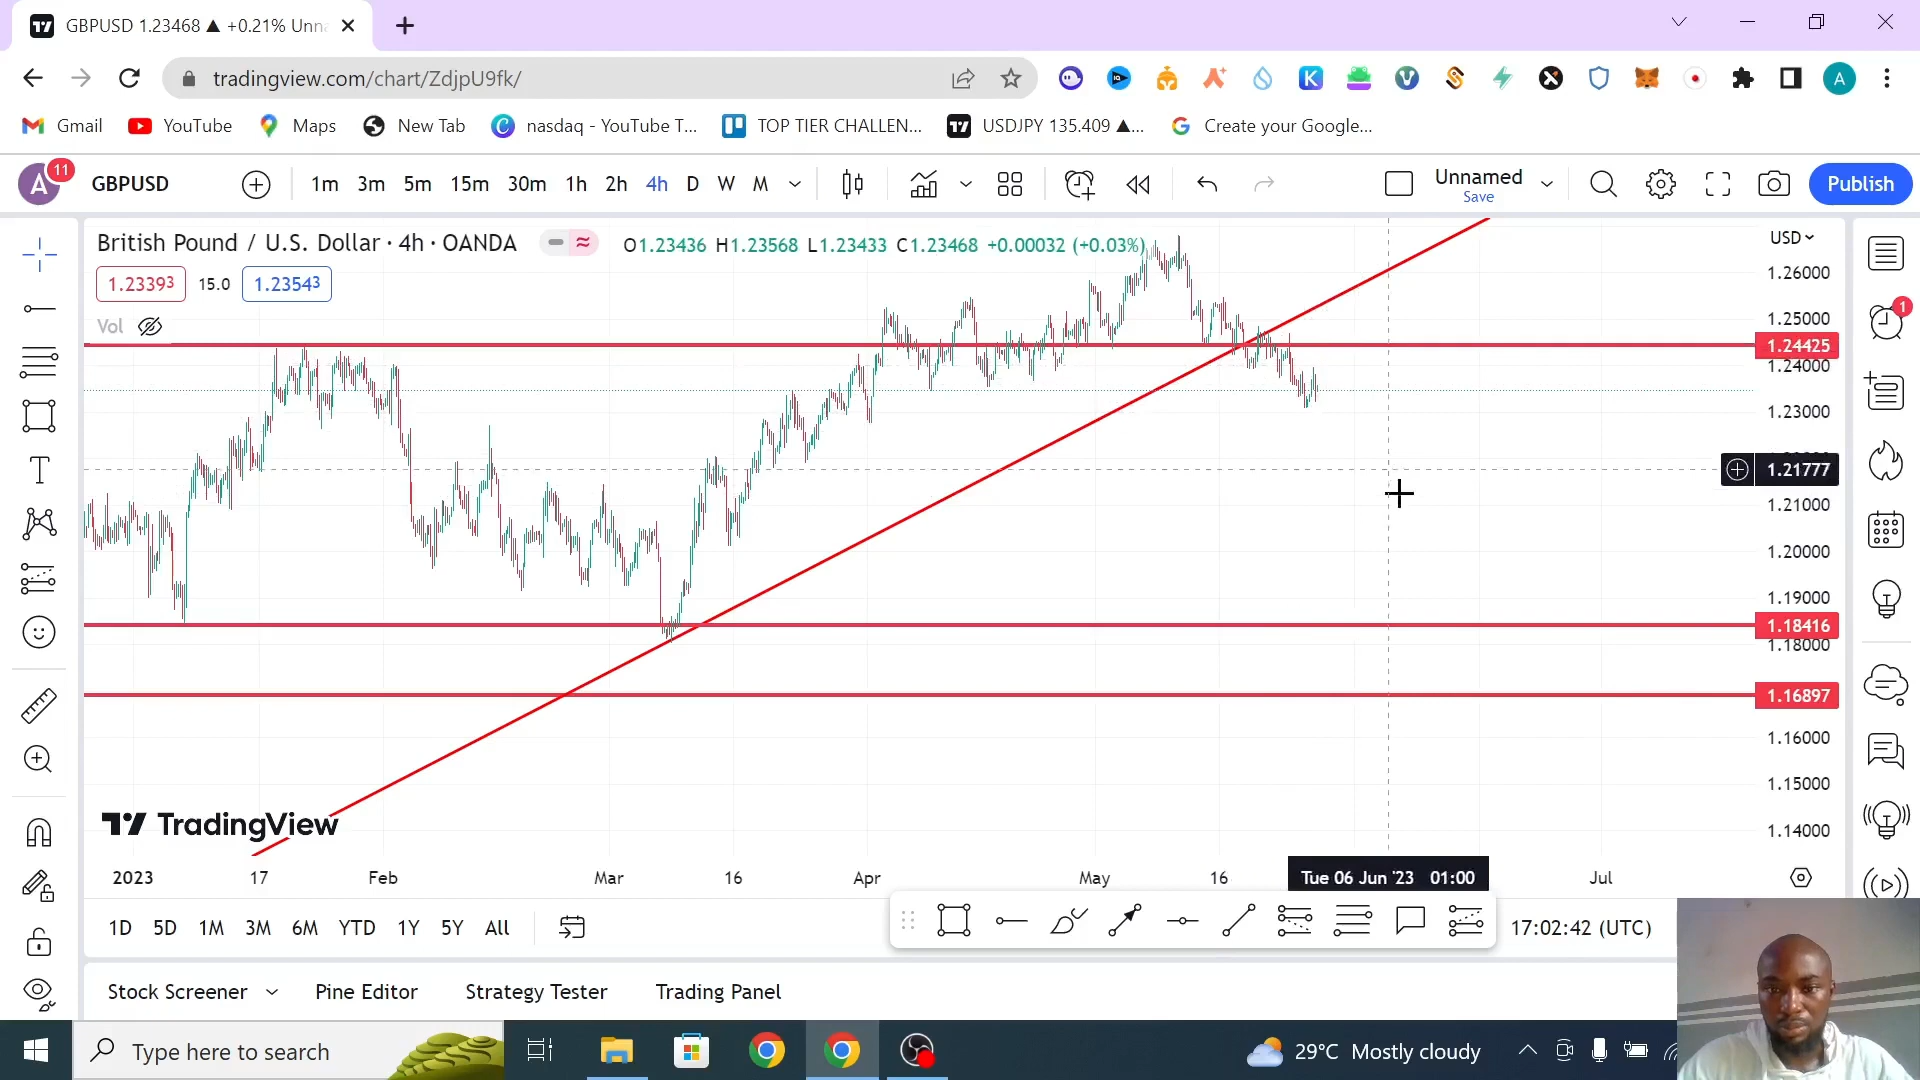 GBPUSD 1.23468 ▲ +0.21% Unna
tradingview.com/chart/ZdjpU9fk/
A
Gmail YouTube Maps New Tab nasdaq - YouTube T... TOP TIER CHALLEN... USDJPY 135.409 ▲... Create your Google...
A 11 GBPUSD 1m 3m 5m 15m 30m 1h 2h 4h D W M Unnamed Save Publish
British Pound / U.S. Dollar · 4h · OANDA O1.23436 H1.23568 L1.23433 C1.23468 +0.00032 (+0.03%) USD
1.23393 15.0 1.23543
Vol
1.26000
1.25000
1.24425
1.24000
1.23000
1.21777
1.21000
1.20000
1.19000
1.18416
1.18000
1.16897
1.16000
1.15000
1.14000
1
TradingView
2023 17 Feb Mar 16 Apr May 16 Tue 06 Jun '23 01:00 Jul
1D 5D 1M 3M 6M YTD 1Y 5Y All 17:02:42 (UTC)
Stock Screener Pine Editor Strategy Tester Trading Panel
Type here to search 29°C Mostly cloudy